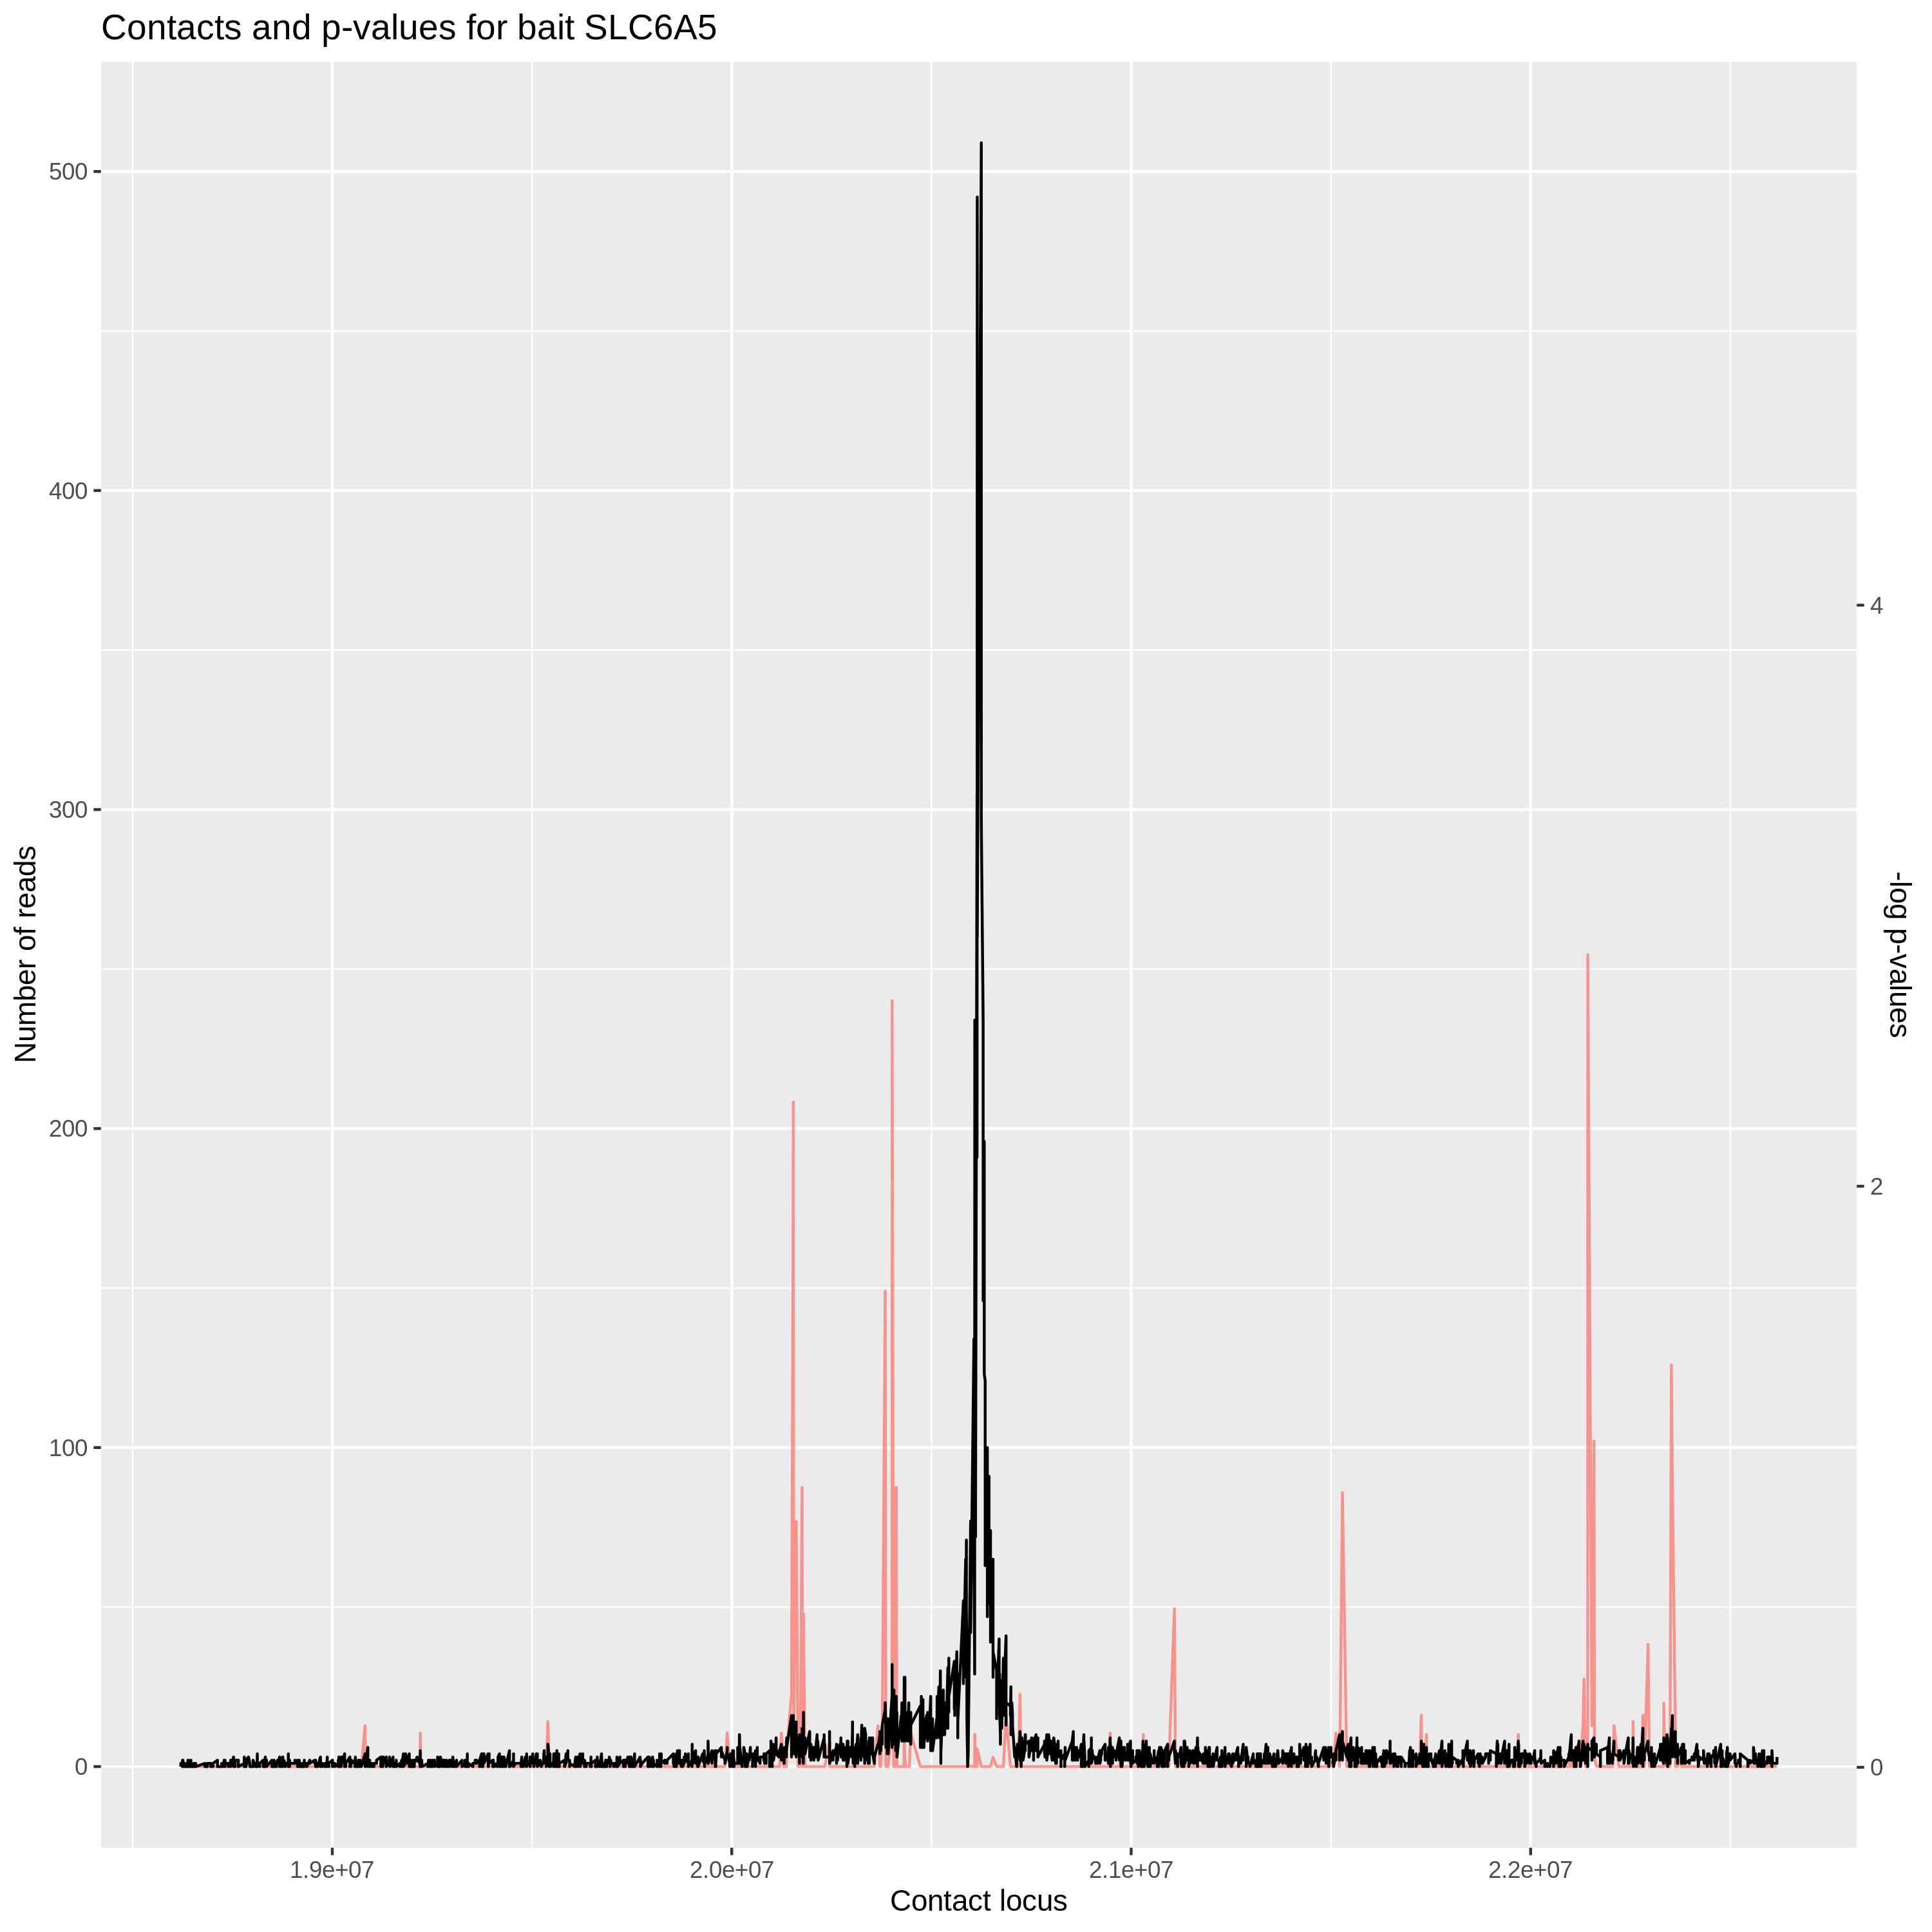 Contacts and p-values for bait SLC6A5
Number of reads
500
400
300
200
100
0
4
2
0
-log p-values
1.9e+07
2.0e+07
2.1e+07
2.2e+07
Contact locus